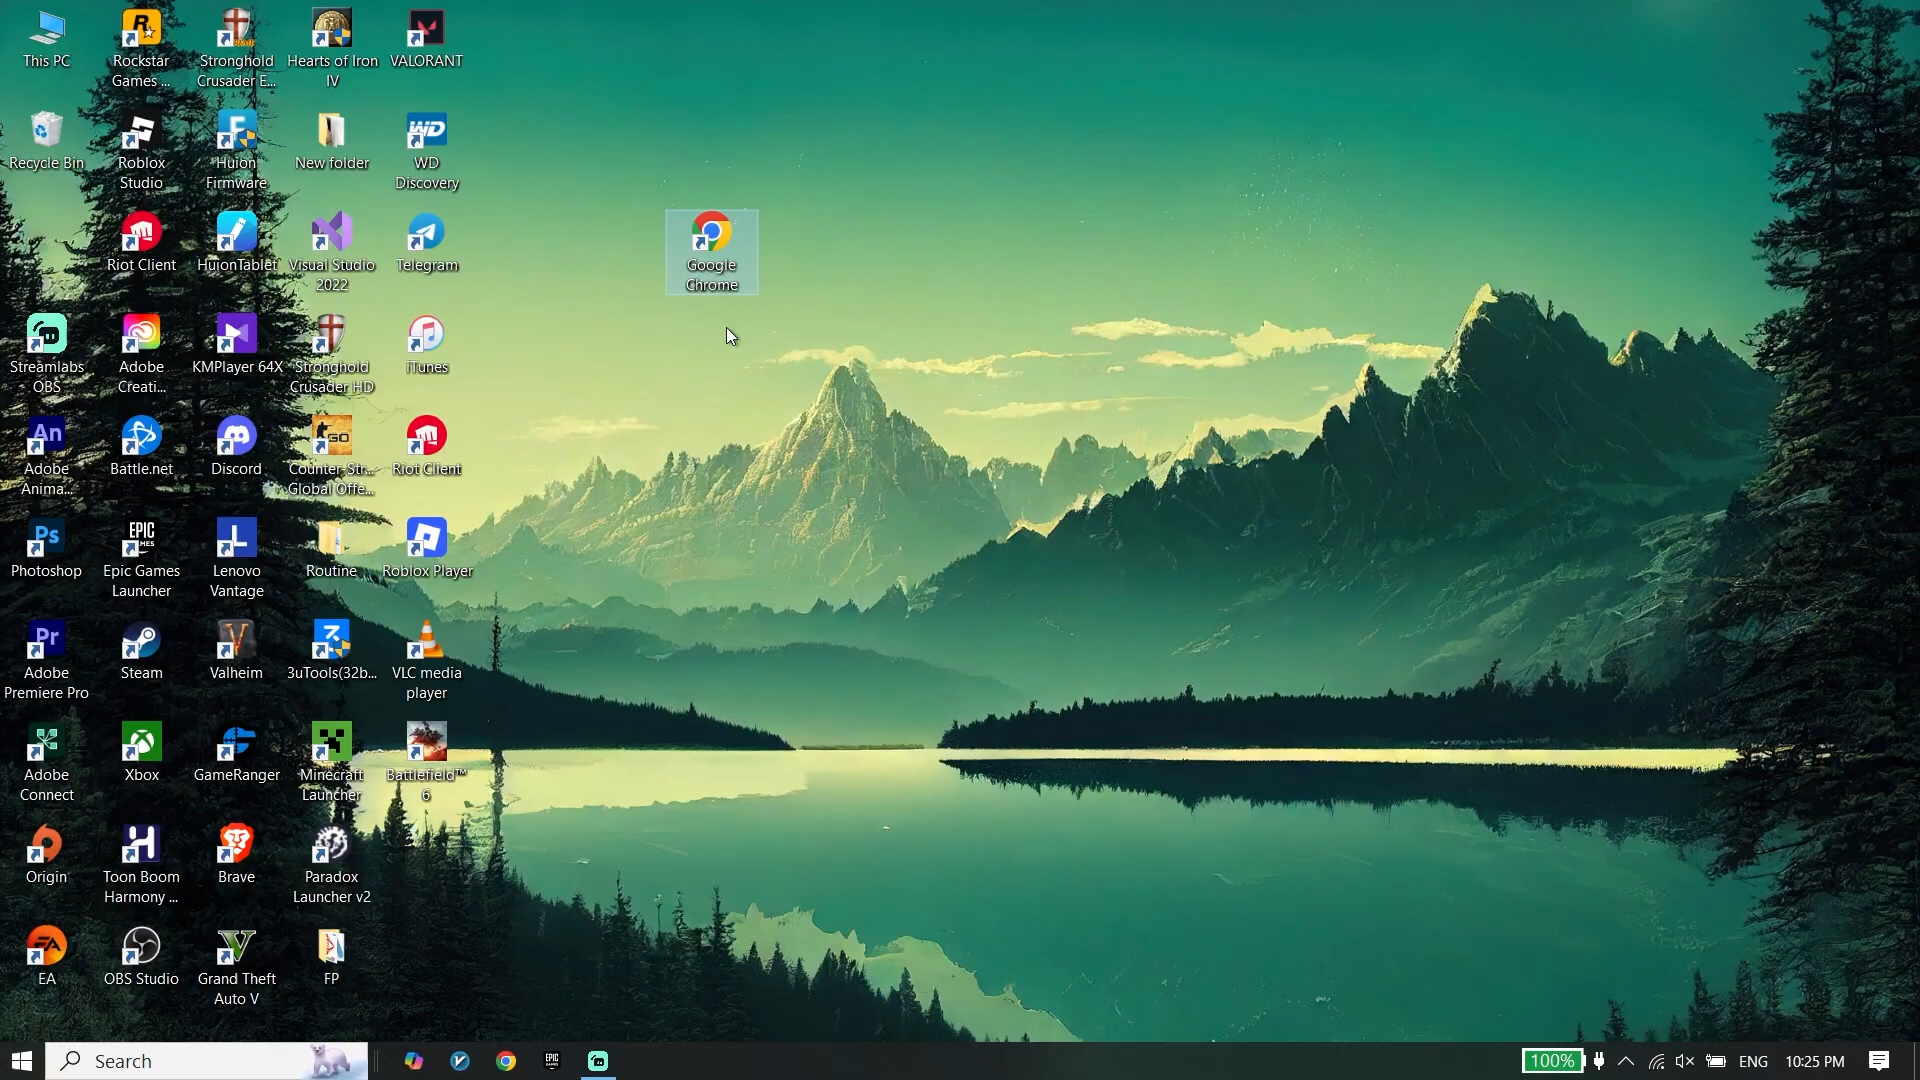 This PC
Rockstar
Games ...
Stronghold
Crusader E...
Hearts of Iron
IV
VALORANT
Recycle Bin
Roblox
Studio
Huion
Firmware
New folder
WD
Discovery
Riot Client
HuionTablet
Visual Studio
2022
Telegram
Google
Chrome
Streamlabs
OBS
Adobe
Creati...
KMPlayer 64X
Stronghold
Crusader HD
iTunes
Adobe
Anima...
Battle.net
Discord
Counter-Str...
Global Offe...
Riot Client
Photoshop
Epic Games
Launcher
Lenovo
Vantage
Routine
Roblox Player
Adobe
Premiere Pro
Steam
Valheim
3uTools(32b...
VLC media
player
Adobe
Connect
Xbox
GameRanger
Minecraft
Launcher
Battlefield™
6
Origin
Toon Boom
Harmony ...
Brave
Paradox
Launcher v2
EA
OBS Studio
Grand Theft
Auto V
FP
Search
100%
ENG
10:25 PM